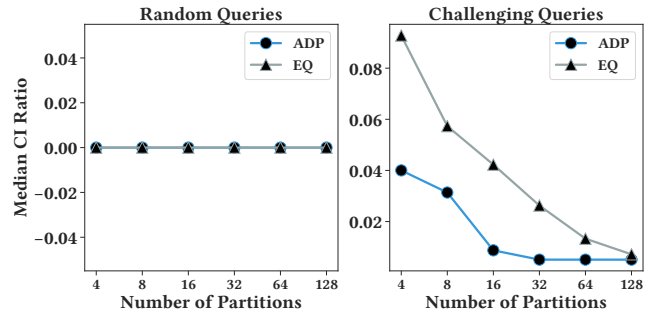 Random Queries
ADP
EQ
Median CI Ratio
0.04
0.02
0.00
−0.02
−0.04
4 8 16 32 64 128
Number of Partitions
Challenging Queries
ADP
EQ
0.08
0.06
0.04
0.02
4 8 16 32 64 128
Number of Partitions